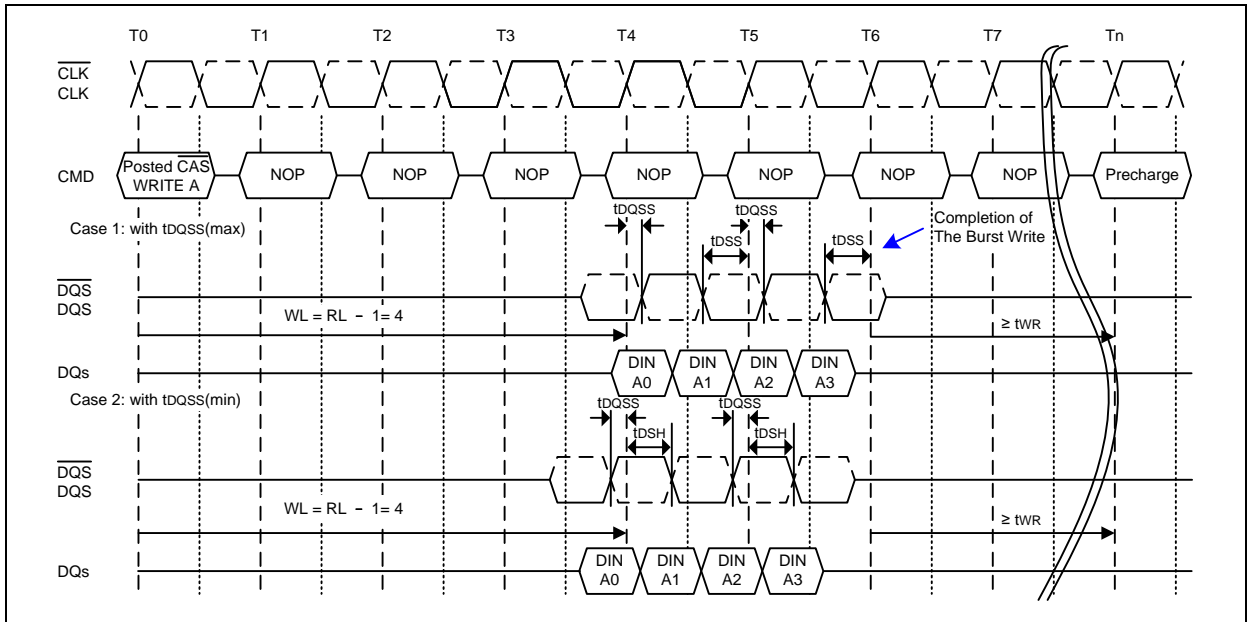 T0 T1 T2 T3 T4 T5 T6 T7 Tn
CLK
CLK
CMD
Posted CAS
WRITE A
NOP NOP NOP NOP NOP NOP NOP Precharge
Case 1: with tDQSS(max)
tDQSS tDQSS
tDSS tDSS
Completion of
The Burst Write
DQS
DQS
WL = RL - 1= 4
≥ tWR
DQs
DIN DIN DIN DIN
A0 A1 A2 A3
Case 2: with tDQSS(min)
tDQSS tDQSS
tDSH tDSH
DQS
DQS
WL = RL - 1= 4
≥ tWR
DQs
DIN DIN DIN DIN
A0 A1 A2 A3